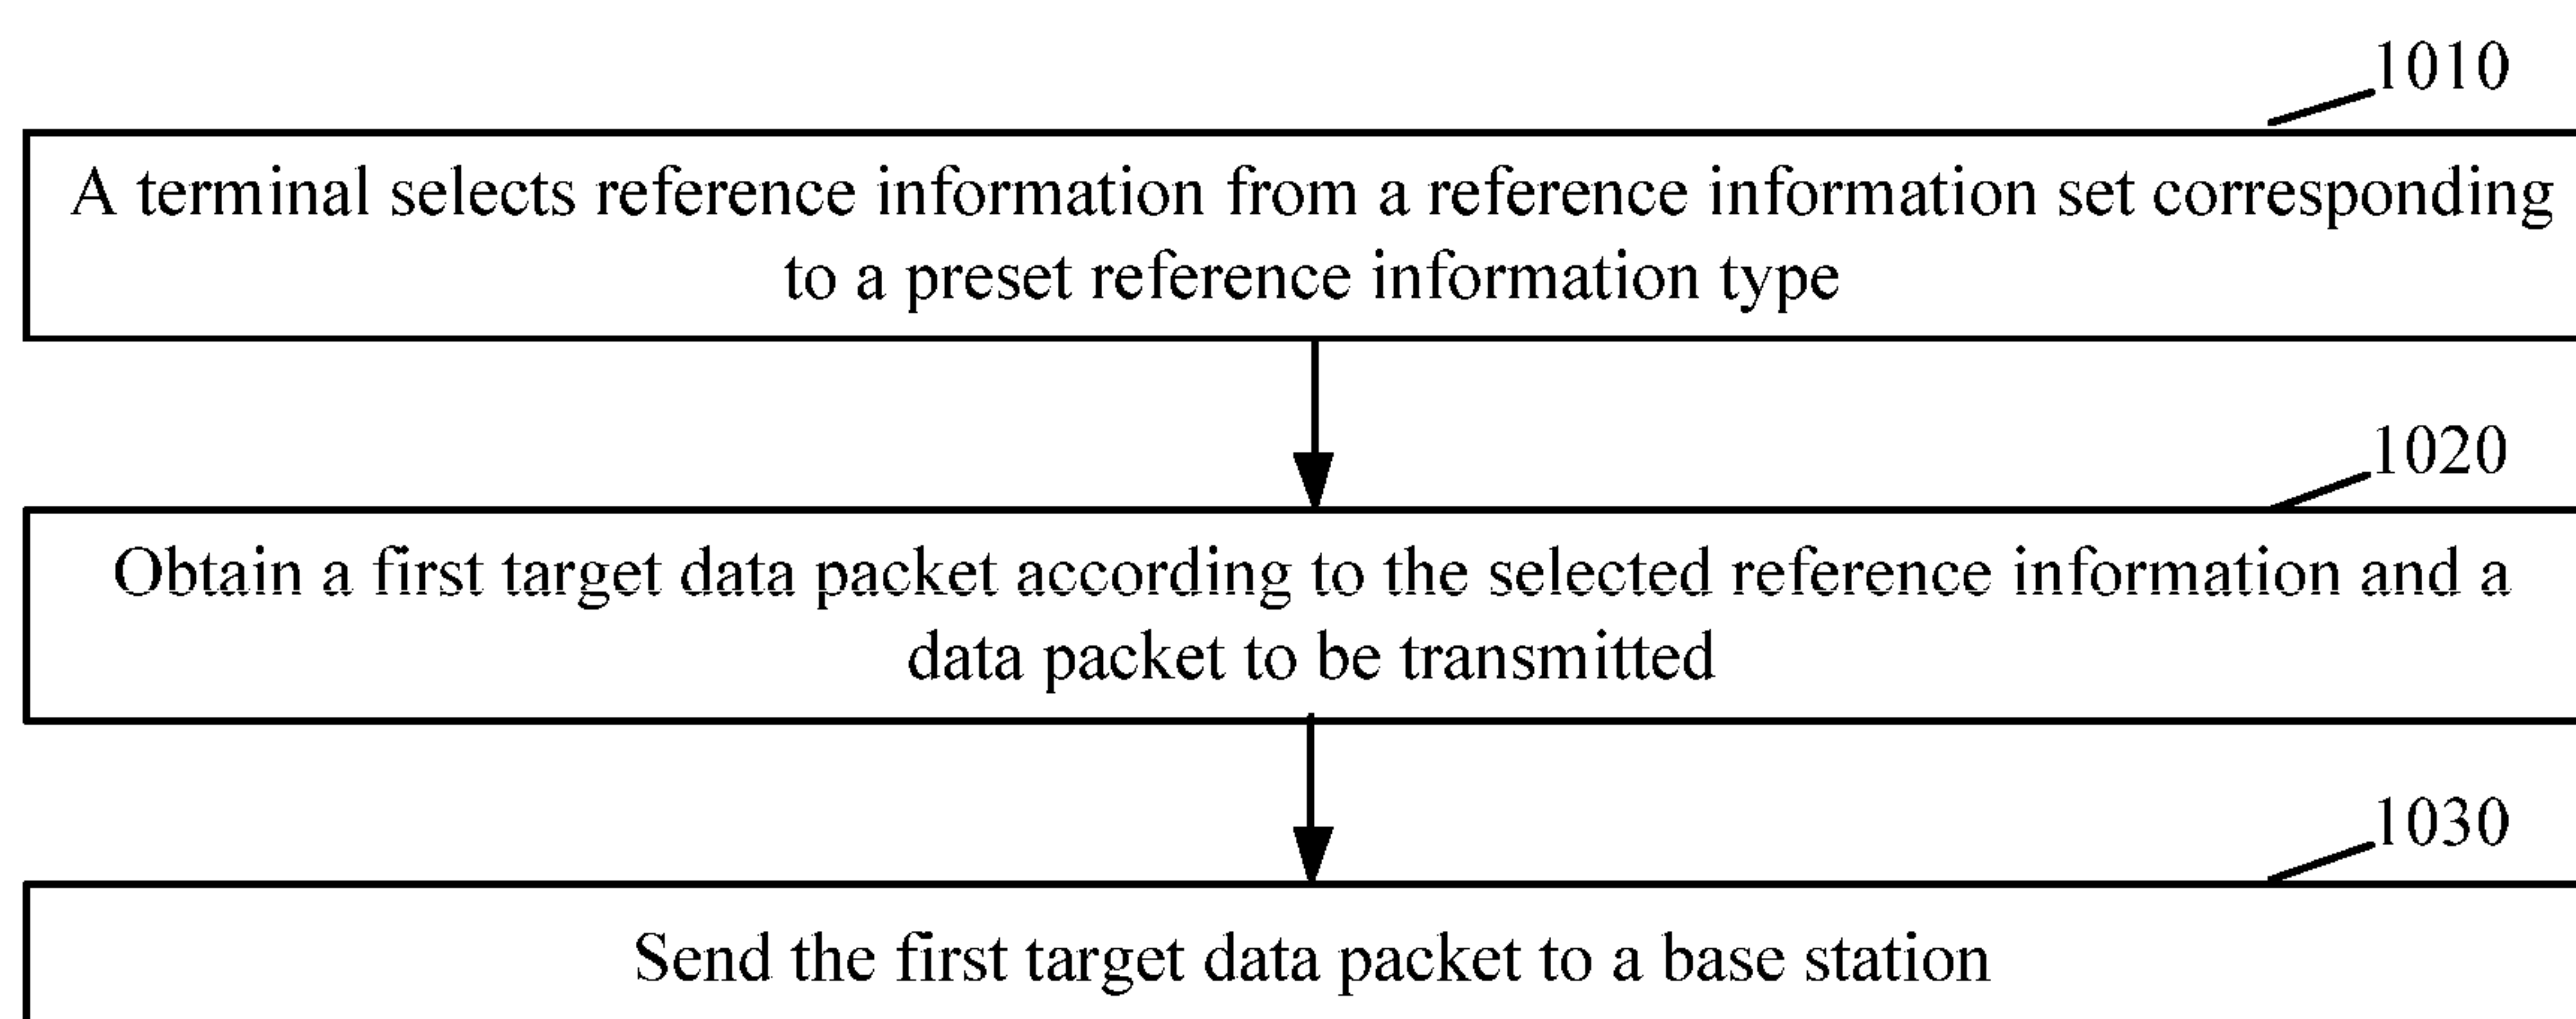 1010
A terminal selects reference information from a reference information set corresponding
to a preset reference information type
1020
Obtain a first target data packet according to the selected reference information and a
data packet to be transmitted
1030
Send the first target data packet to a base station